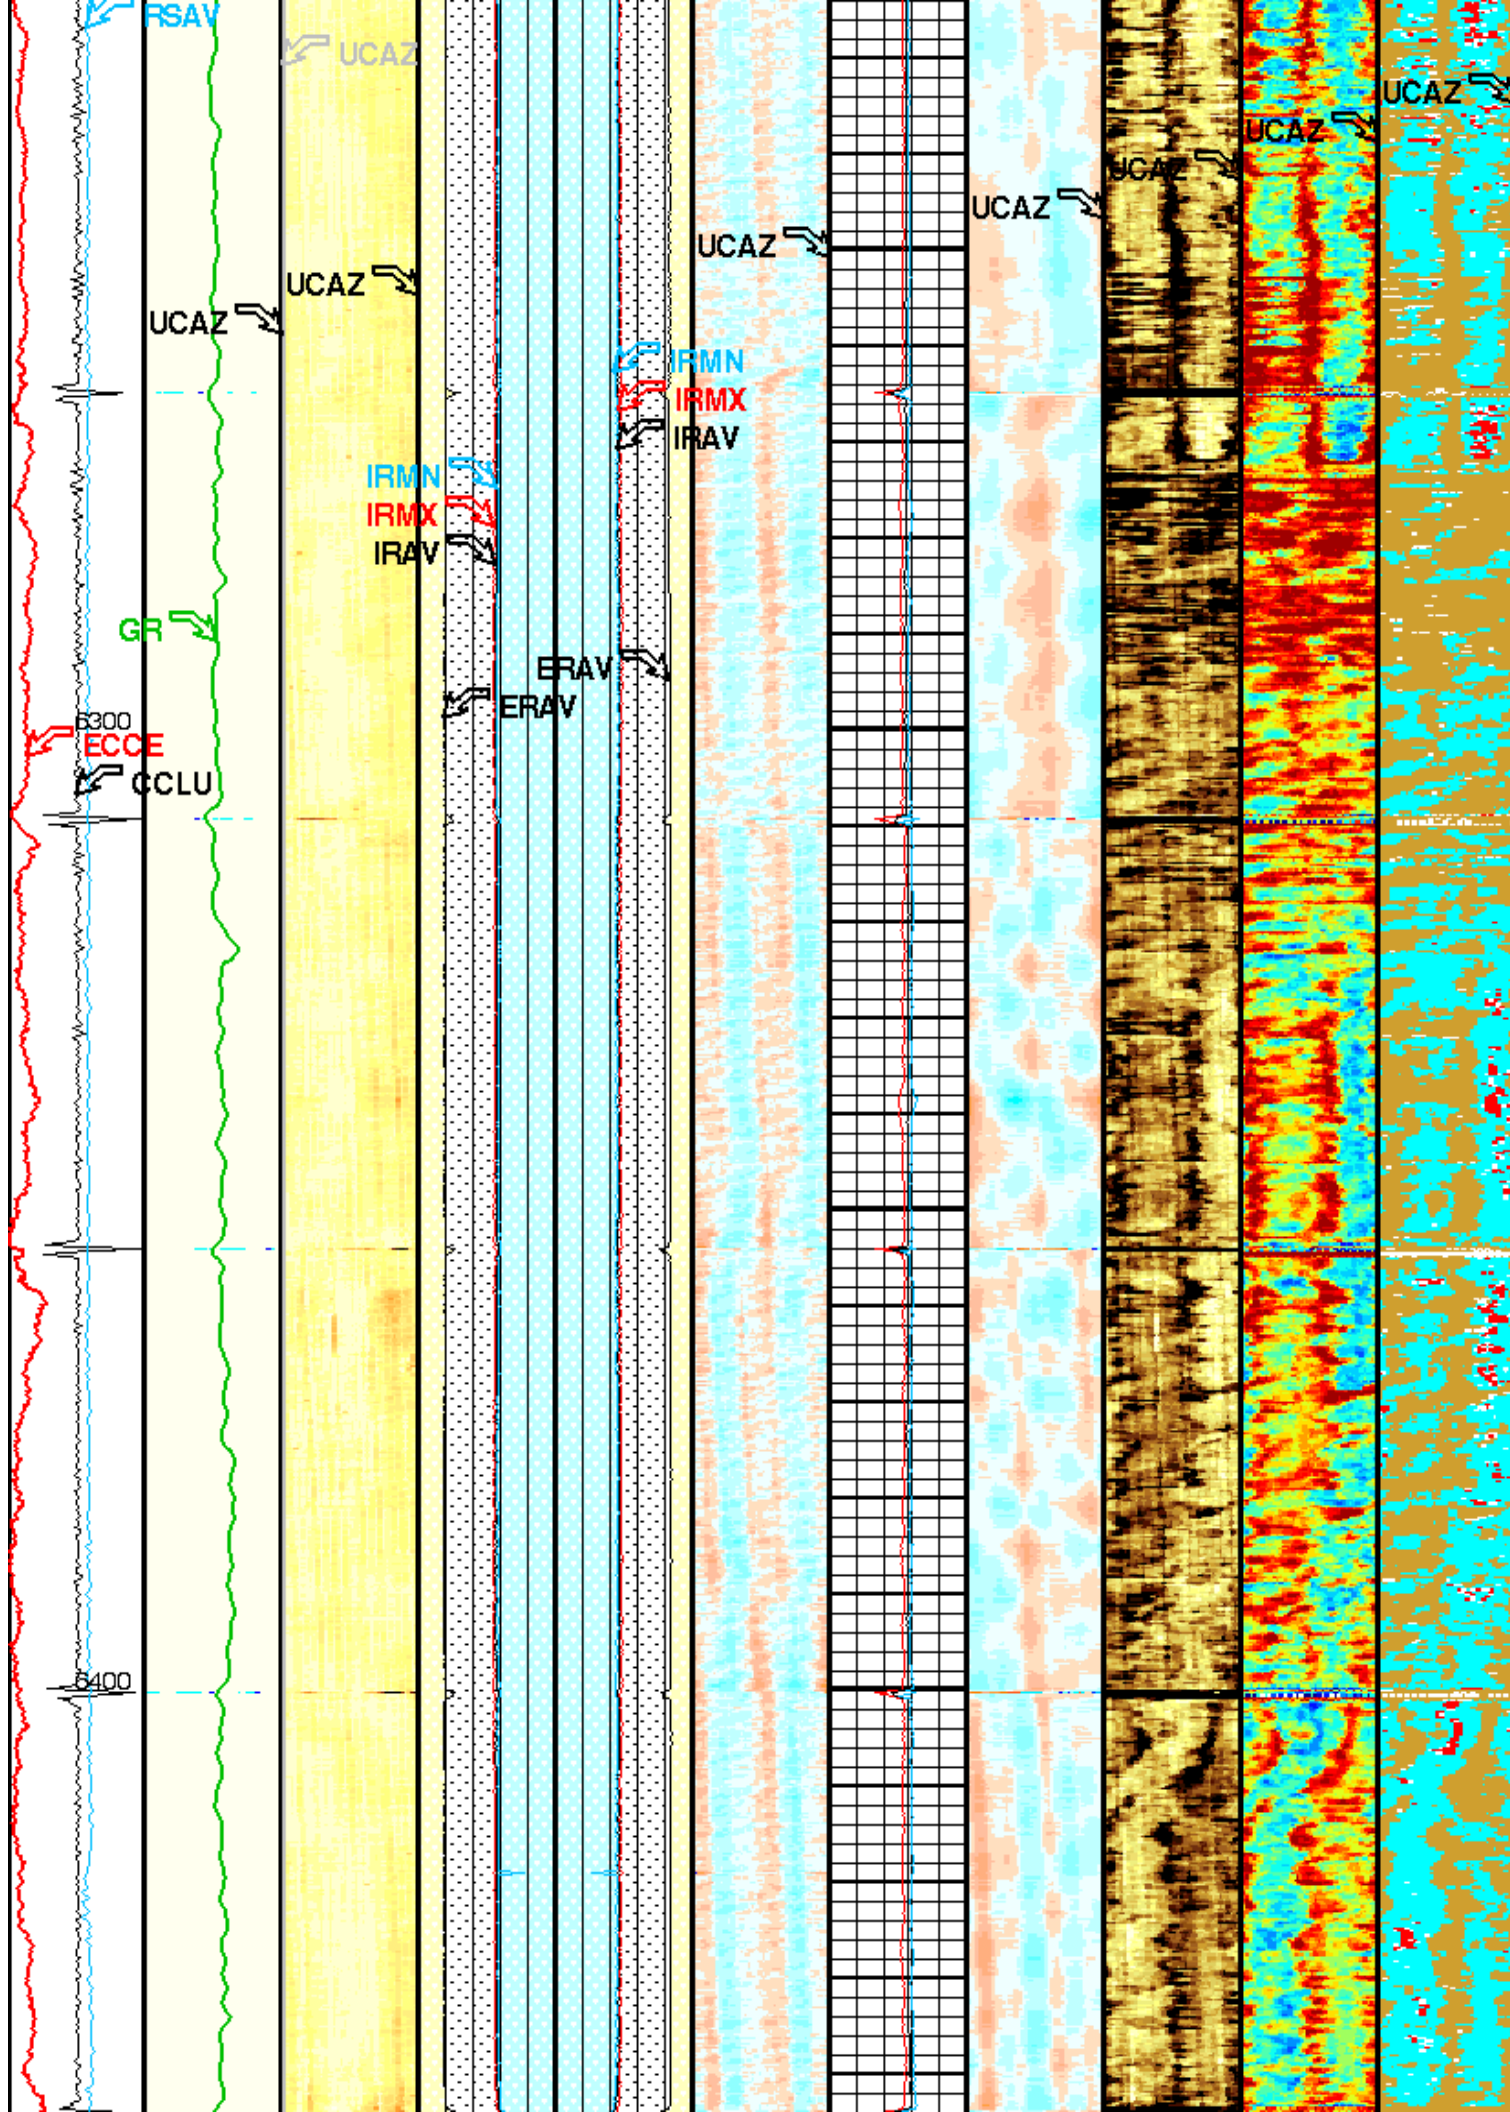 RSAV
UCAZ
UCAZ
UCAZ
UCAZ
UCAZ
UCAZ
UCAZ
UCAZ
IRMN
IRMX
IRAV
IRMN
IRMX
IRAV
GR
ERAV
ERAV
6300
ECCE
CCLU
6400